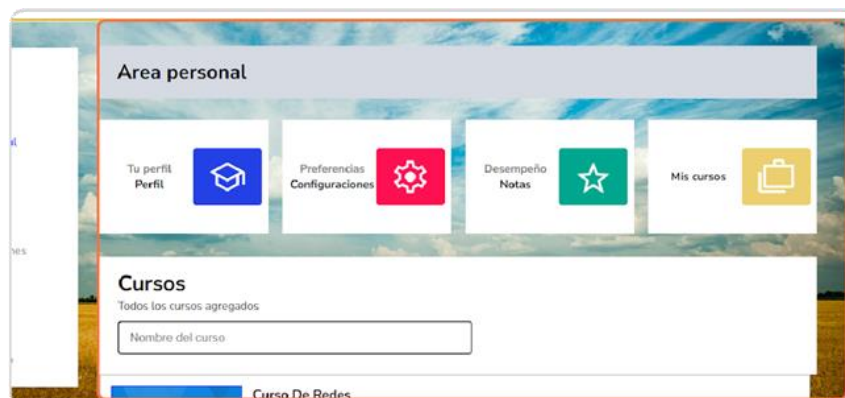 Area personal
Tu perfil
Perfil
Preferencias
Configuraciones
Desempeño
Notas
Mis cursos
Cursos
Todos los cursos agregados
Nombre del curso
Curso De Redes